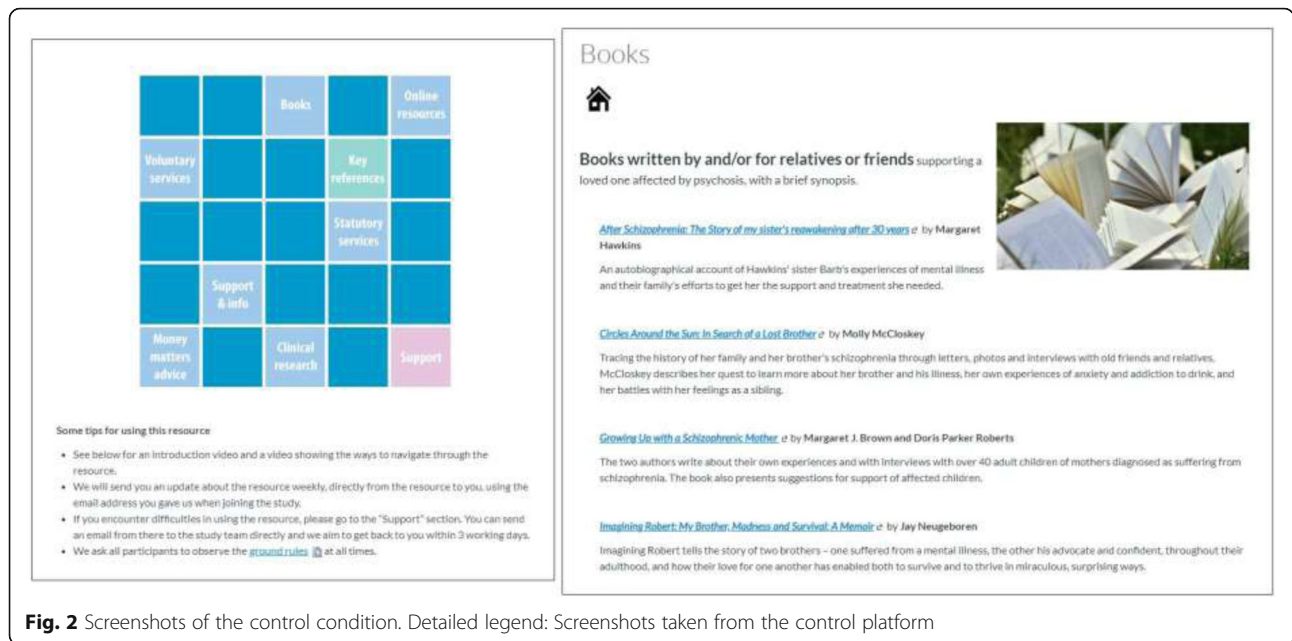 Books
Online
resources
Voluntary
services
Key
references
Statutory
services
Support
& info
Money
matters
advice
Clinical
research
Support
Some tips for using this resource
• See below for an introduction video and a video showing the ways to navigate through the
resource.
• We will send you an update about the resource weekly, directly from the resource to you, using the
email address you gave us when joining the study.
• If you encounter difficulties in using the resource, please go to the "Support" section. You can send
an email from there to the study team directly and we aim to get back to you within 3 working days.
• We ask all participants to observe the ground rules at all times.
Books
Books written by and/or for relatives or friends supporting a
loved one affected by psychosis, with a brief synopsis.
After Schizophrenia: The Story of my sister's reawakening after 30 years by Margaret
Hawkins
An autobiographical account of Hawkins' sister Barb's experiences of mental illness
and their family's efforts to get her the support and treatment she needed.
Circles Around the Sun: In Search of a Lost Brother by Molly McCloskey
Tracing the history of her family and her brother's schizophrenia through letters, photos and interviews with old friends and relatives,
McCloskey describes her quest to learn more about her brother and his illness, her own experiences of anxiety and addiction to drink, and
her battles with her feelings as a sibling.
Growing Up with a Schizophrenic Mother by Margaret J. Brown and Doris Parker Roberts
The two authors write about their own experiences and with interviews with over 40 adult children of mothers diagnosed as suffering from
schizophrenia. The book also presents suggestions for support of affected children.
Imagining Robert: My Brother, Madness and Survival: A Memoir by Jay Neugeboren
Imagining Robert tells the story of two brothers – one suffered from a mental illness, the other his advocate and confident, throughout their
adulthood, and how their love for one another has enabled both to survive and to thrive in miraculous, surprising ways.
Fig. 2 Screenshots of the control condition. Detailed legend: Screenshots taken from the control platform